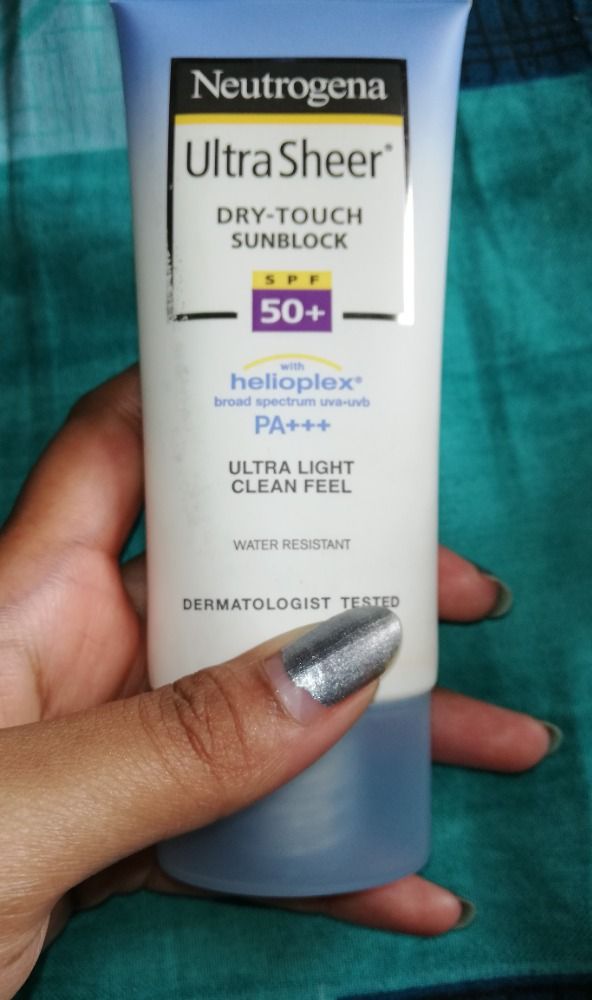 Neutrogena
Ultra Sheer®
DRY-TOUCH
SUNBLOCK
SPF
50+
with
helioplex®
broad spectrum uva-uvb
PA+++
ULTRA LIGHT
CLEAN FEEL
WATER RESISTANT
DERMATOLOGIST TESTED